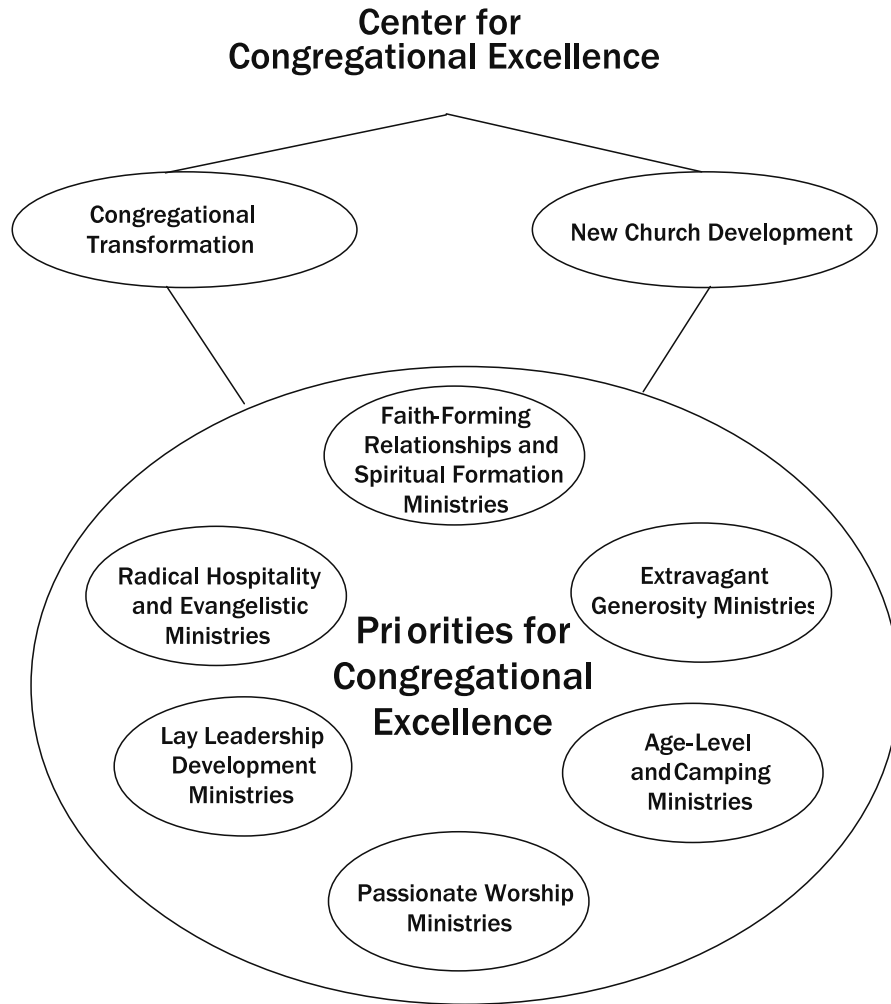 Center for
Congregational Excellence
Congregational
Transformation
New Church Development
Faith-Forming
Relationships and
Spiritual Formation
Ministries
Radical Hospitality
and Evangelistic
Ministries
Extravagant
Generosity Ministries
Priorities for
Congregational
Excellence
Lay Leadership
Development
Ministries
Age-Level
and Camping
Ministries
Passionate Worship
Ministries